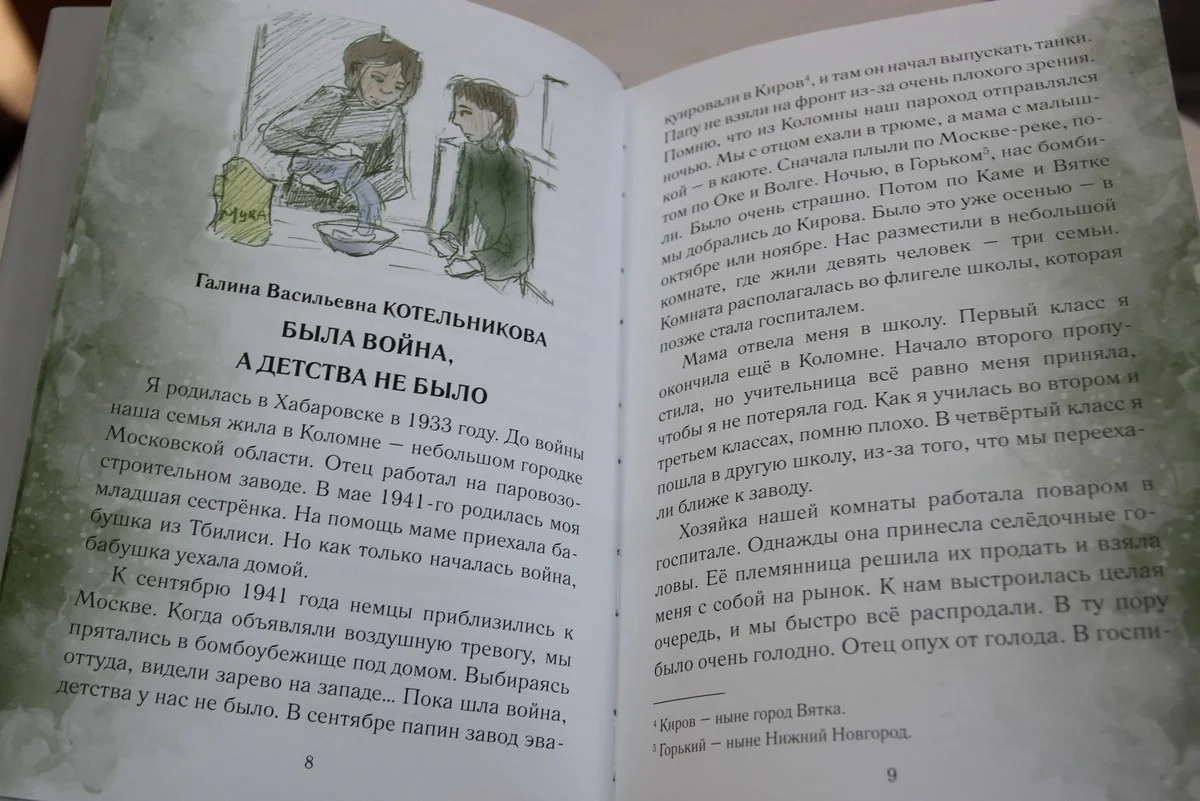 Мука
Галина Васильевна КОТЕЛЬНИКОВА
БЫЛА ВОЙНА,
А ДЕТСТВА НЕ БЫЛО
Я родилась в Хабаровске в 1933 году. До войны
наша семья жила в Коломне – небольшом городке
Московской области. Отец работал на паровозо-
строительном заводе. В мае 1941-го родилась моя
младшая сестрёнка. На помощь маме приехала ба-
бушка из Тбилиси. Но как только началась война,
бабушка уехала домой.
К сентябрю 1941 года немцы приблизились к
Москве. Когда объявляли воздушную тревогу, мы
прятались в бомбоубежище под домом. Выбираясь
оттуда, видели зарево на западе... Пока шла война,
детства у нас не было. В сентябре папин завод эва-
8
куировали в Киров⁴, и там он начал выпускать танки.
Папу не взяли на фронт из-за очень плохого зрения.
Помню, что из Коломны наш пароход отправлялся
ночью. Мы с отцом ехали в трюме, а мама с малыш-
кой – в каюте. Сначала плыли по Москве-реке, по-
том по Оке и Волге. Ночью, в Горьком⁵, нас бомби-
ли. Было очень страшно. Потом по Каме и Вятке
мы добрались до Кирова. Было это уже осенью – в
октябре или ноябре. Нас разместили в небольшой
комнате, где жили девять человек – три семьи.
Комната располагалась во флигеле школы, которая
позже стала госпиталем.
Мама отвела меня в школу. Первый класс я
окончила ещё в Коломне. Начало второго пропу-
стила, но учительница всё равно меня приняла,
чтобы я не потеряла год. Как я училась во втором и
третьем классах, помню плохо. В четвёртый класс я
пошла в другую школу, из-за того, что мы перееха-
ли ближе к заводу.
Хозяйка нашей комнаты работала поваром в
госпитале. Однажды она принесла селёдочные го-
ловы. Её племянница решила их продать и взяла
меня с собой на рынок. К нам выстроилась целая
очередь, и мы быстро всё распродали. В ту пору
было очень голодно. Отец опух от голода. В госпи-
⁴ Киров – ныне город Вятка.
⁵ Горький – ныне Нижний Новгород.
9